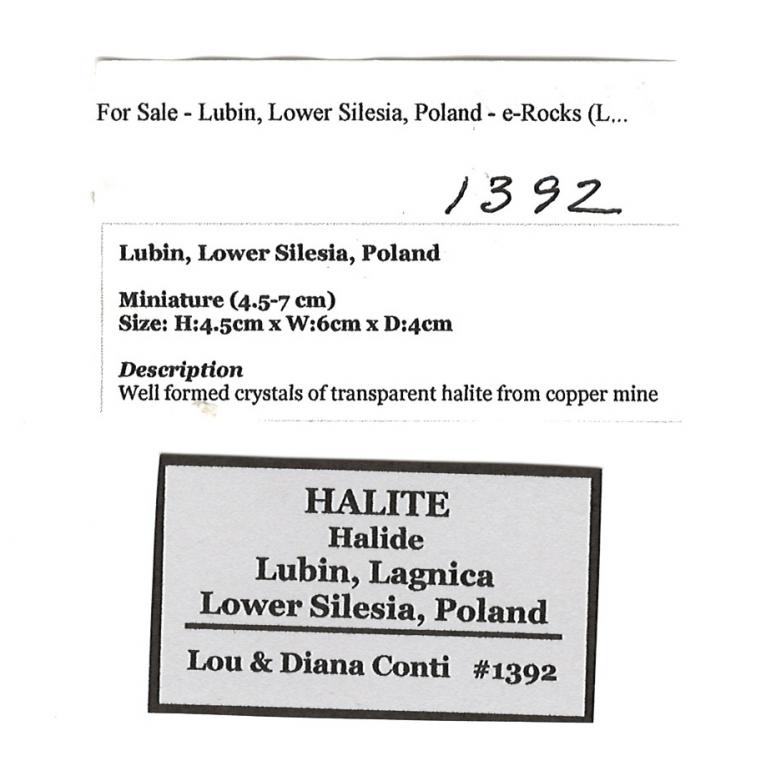 For Sale - Lubin, Lower Silesia, Poland - e-Rocks (L...
1392
Lubin, Lower Silesia, Poland
Miniature (4.5-7 cm)
Size: H:4.5cm x W:6cm x D:4cm
Description
Well formed crystals of transparent halite from copper mine
HALITE
Halide
Lubin, Lagnica
Lower Silesia, Poland
Lou & Diana Conti #1392